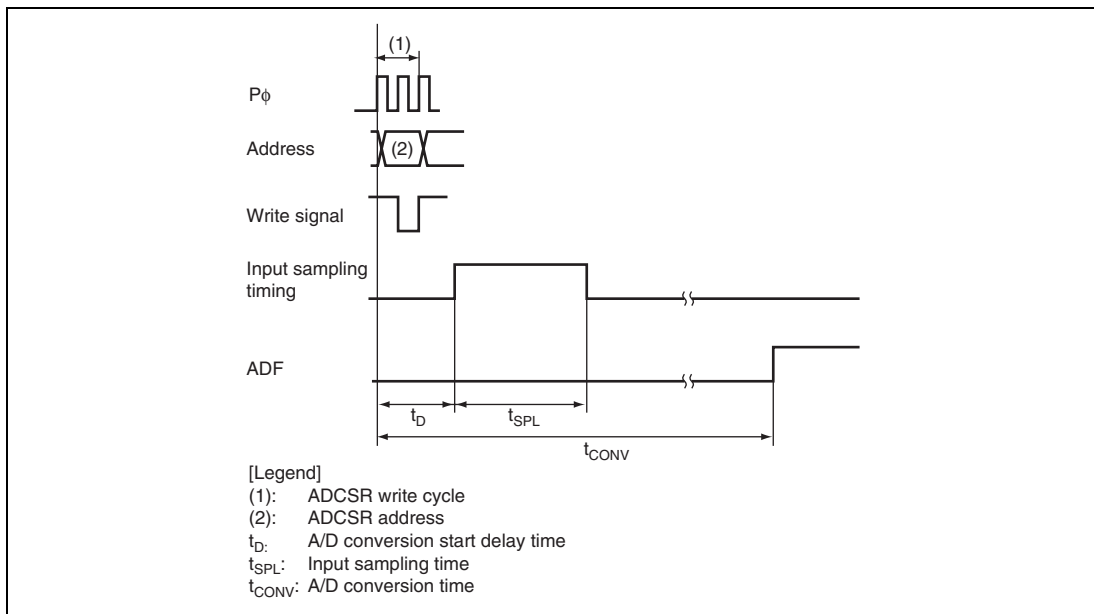 (1)
Pϕ
Address
(2)
Write signal
Input sampling
timing
ADF
tD
tSPL
tCONV
[Legend]
(1): ADCSR write cycle
(2): ADCSR address
tD: A/D conversion start delay time
tSPL: Input sampling time
tCONV: A/D conversion time